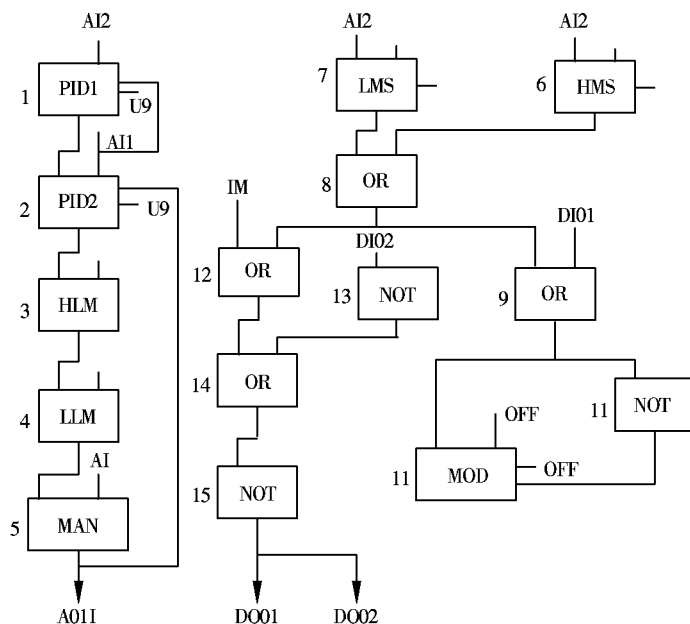 AI2
1
PID1
U9
AI1
2
PID2
U9
3
HLM
4
LLM
AI
5
MAN
A01I
AI2
7
LMS
AI2
6
HMS
8
OR
IM
12
OR
DI02
13
NOT
DI01
9
OR
14
OR
15
NOT
DO01
DO02
OFF
11
MOD
OFF
11
NOT